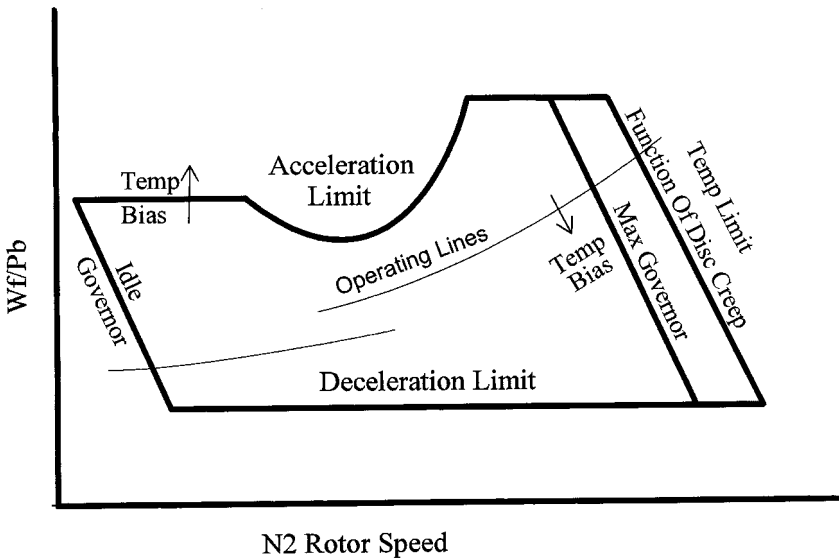 Temp
Bias
Acceleration
Limit
Temp Limit
Function Of Disc Creep
Max Governor
Temp
Bias
Operating Lines
Idle
Governor
Deceleration Limit
Wf/Pb
N2 Rotor Speed